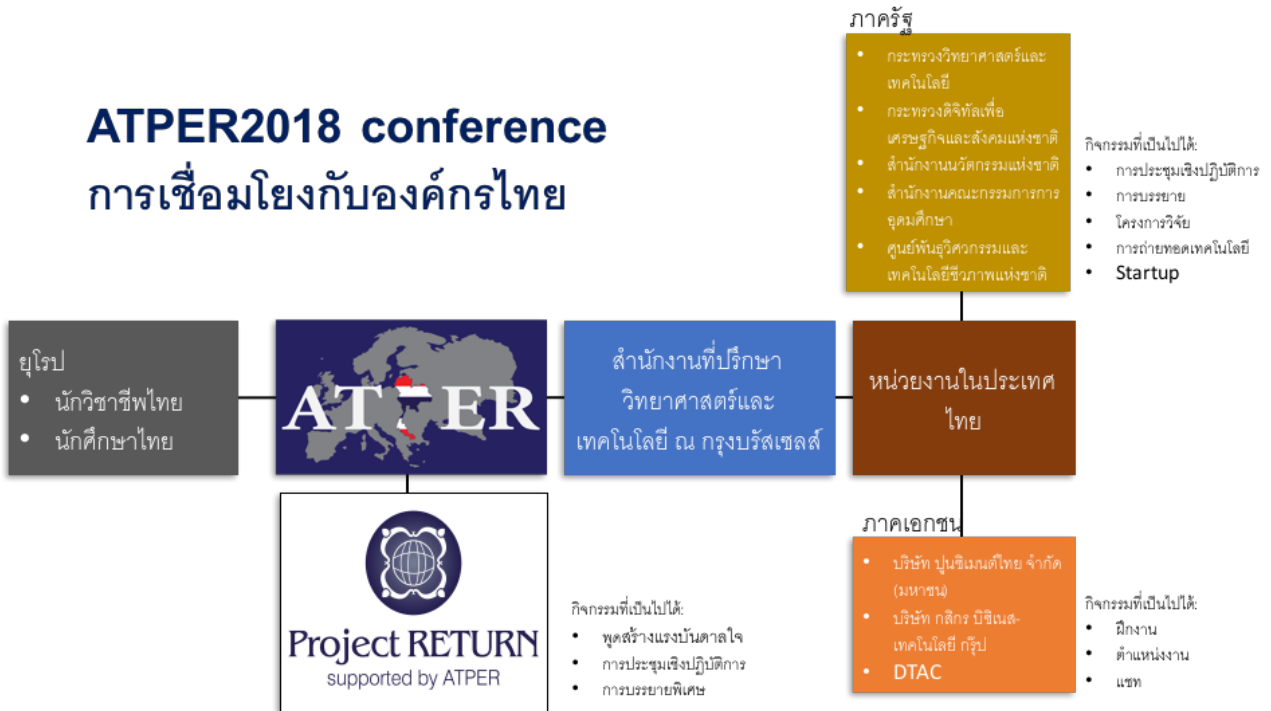 ATPER2018 conference
การเชื่อมโยงกับองค์กรไทย
ภาครัฐ
• กระทรวงวิทยาศาสตร์และ
เทคโนโลยี
• กระทรวงดิจิทัลเพื่อ
เศรษฐกิจและสังคมแห่งชาติ
• สำนักงานนวัตกรรมแห่งชาติ
• สำนักงานคณะกรรมการการ
อุดมศึกษา
• ศูนย์พันธุวิศวกรรมและ
เทคโนโลยีชีวภาพแห่งชาติ
กิจกรรมที่เป็นไปได้:
• การประชุมเชิงปฏิบัติการ
• การบรรยาย
• โครงการวิจัย
• การถ่ายทอดเทคโนโลยี
• Startup
ยุโรป
• นักวิชาชีพไทย
• นักศึกษาไทย
ATPER
สำนักงานที่ปรึกษา
วิทยาศาสตร์และ
เทคโนโลยี ณ กรุงบรัสเซลส์
หน่วยงานในประเทศ
ไทย
Project RETURN
supported by ATPER
กิจกรรมที่เป็นไปได้:
• พูดสร้างแรงบันดาลใจ
• การประชุมเชิงปฏิบัติการ
• การบรรยายพิเศษ
ภาคเอกชน
• บริษัท ปูนซิเมนต์ไทย จำกัด
(มหาชน)
• บริษัท กสิกร บิซิเนส-
เทคโนโลยี กรุ๊ป
• DTAC
กิจกรรมที่เป็นไปได้:
• ฝึกงาน
• ตำแหน่งงาน
• แชท